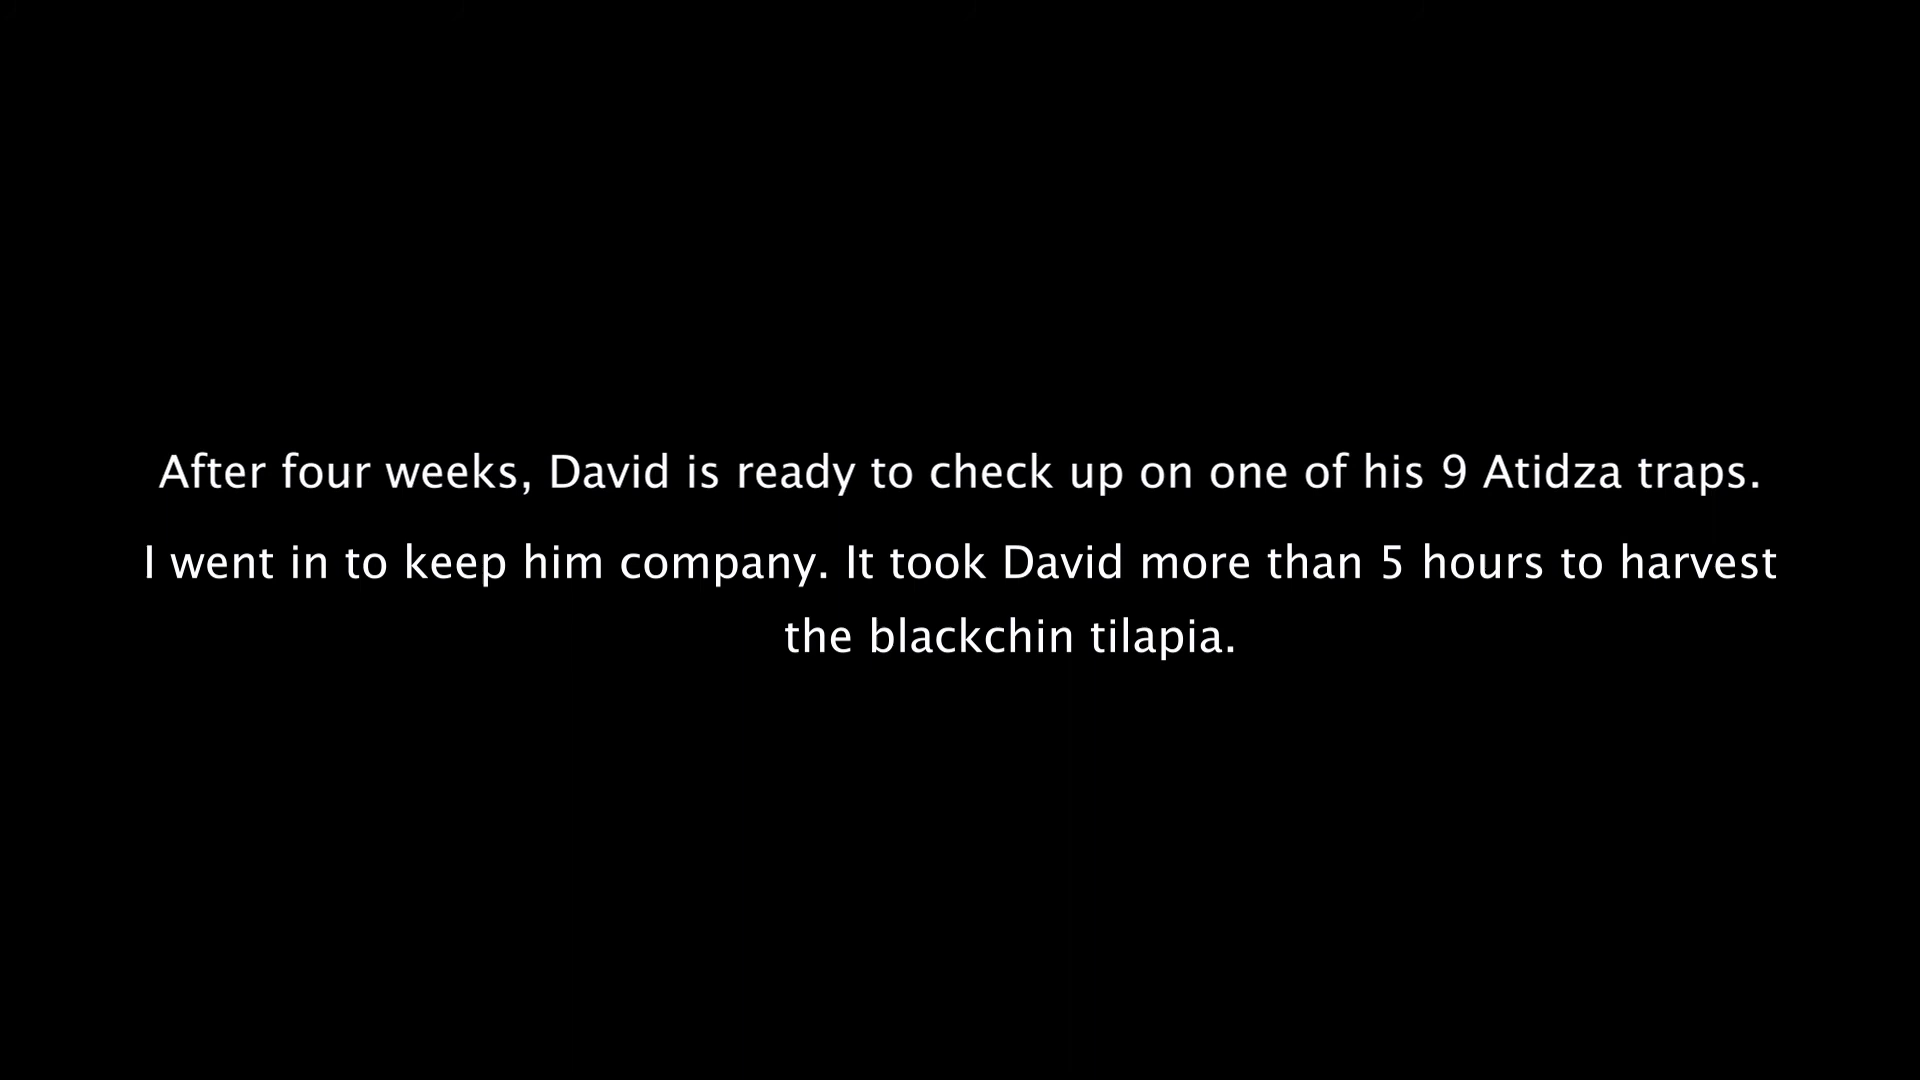 After four weeks, David is ready to check up on one of his 9 Atidza traps.
I went in to keep him company. It took David more than 5 hours to harvest
the blackchin tilapia.